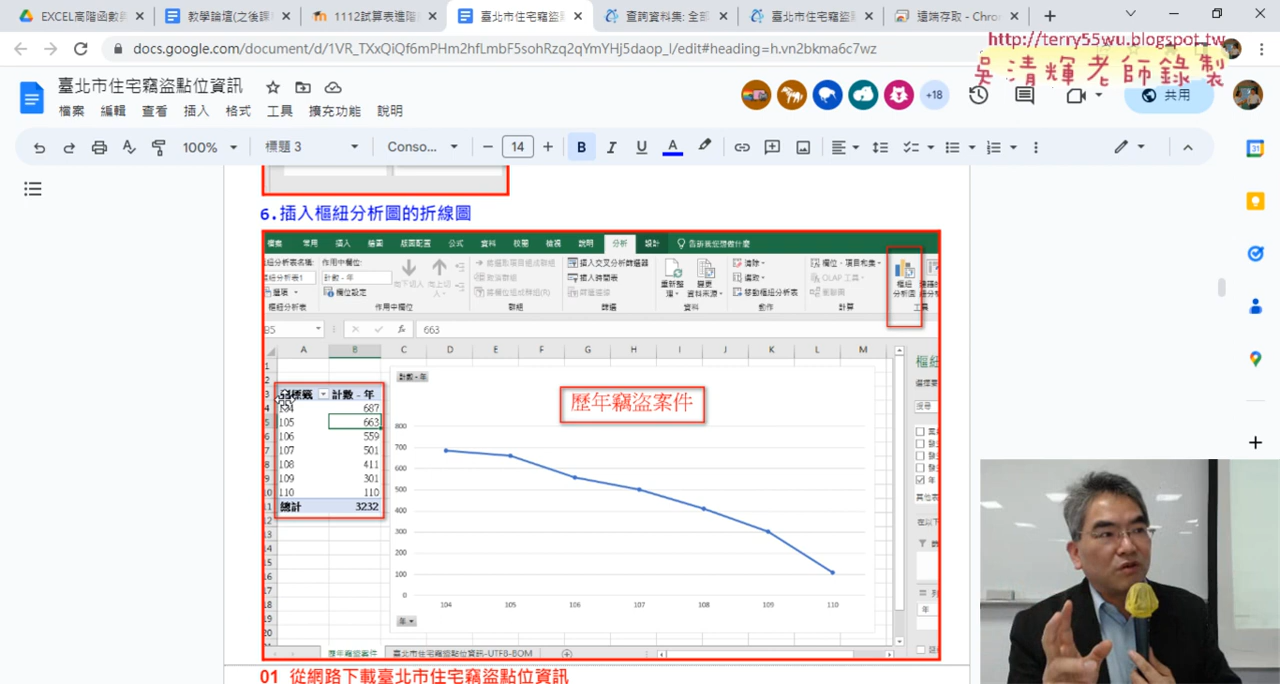 EXCEL高階函數與
教學論壇(之後課
1112試算表進階
臺北市住宅竊盜點
查詢資料集: 全部
臺北市住宅竊盜點
遠端存取 - Chron
docs.google.com/document/d/1VR_TXxQiQf6mPHm2hfLmbF5sohRzq2qYmYHj5daop_I/edit#heading=h.vn2bkma6c7wz
http://terry55wu.blogspot.tw
吳清輝老師錄製
臺北市住宅竊盜點位資訊
檔案 編輯 查看 插入 格式 工具 擴充功能 說明
+18
共用
100% 標題 3 Conso... 14 B I U A
6.插入樞紐分析圖的折線圖
檔案 常用 插入 繪圖 版面配置 公式 資料 校閱 檢視 說明 分析 設計 告訴我您想做什麼
作用中欄位:
計數 - 年
欄位設定
插入交叉分析篩選器
插入時間表
重新整理
變更資料來源
清除
選取
移動樞紐分析表
欄位、項目和集
OLAP 工具
樞紐分析圖
樞紐分析表 作用中欄位 群組 篩選 資料 動作 計算 工具
B5 663
A B C D E F G H I J K L M
標籤 計數 - 年
104 687
105 663
106 559
107 501
108 411
109 301
110 110
總計 3232
計數 - 年
歷年竊盜案件
800
700
600
500
400
300
200
100
0
104 105 106 107 108 109 110
年
歷年竊盜案件 臺北市住宅竊盜點位資訊-UTF8-BOM
01 從網路下載臺北市住宅竊盜點位資訊